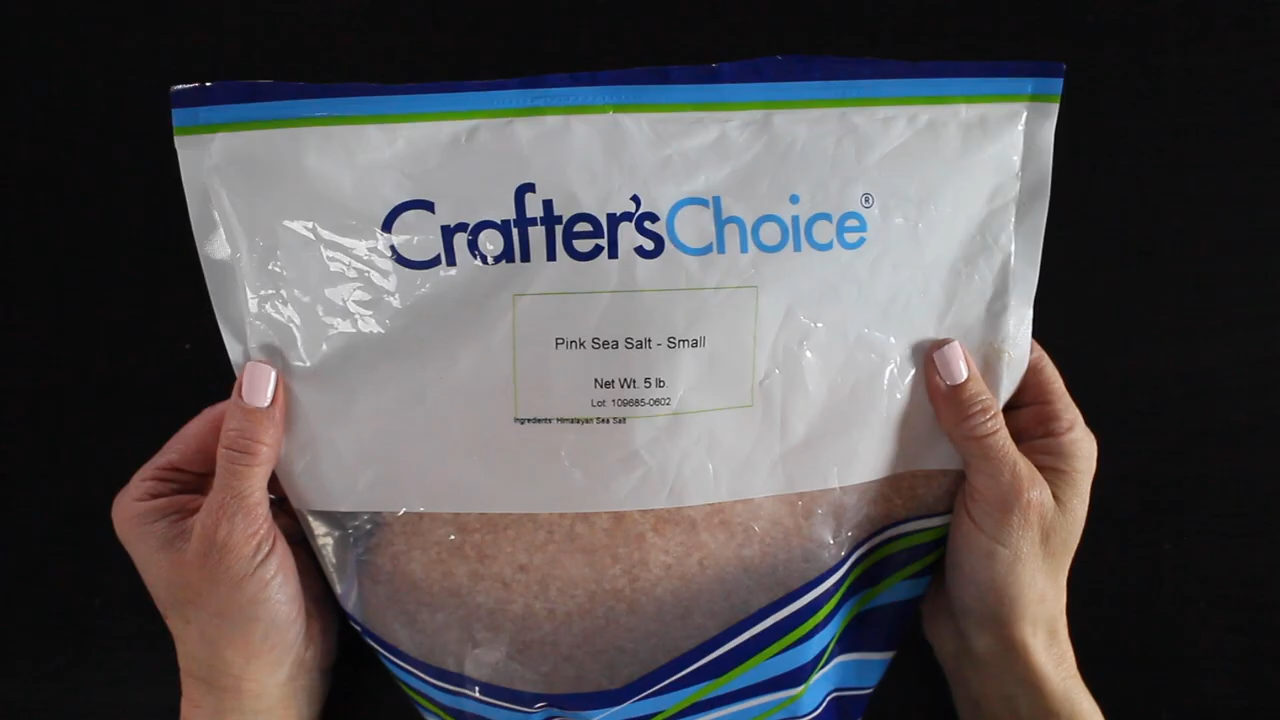 Crafter'sChoice®
Pink Sea Salt - Small
Net Wt. 5 lb.
Lot: 109685-0602
Ingredients: Himalayan Sea Salt